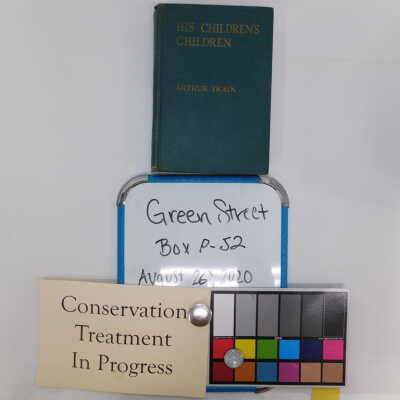 HIS CHILDREN'S
CHILDREN
ARTHUR TRAIN
Green Street
Box P-52
August 26, 2020
Conservation
Treatment
In Progress